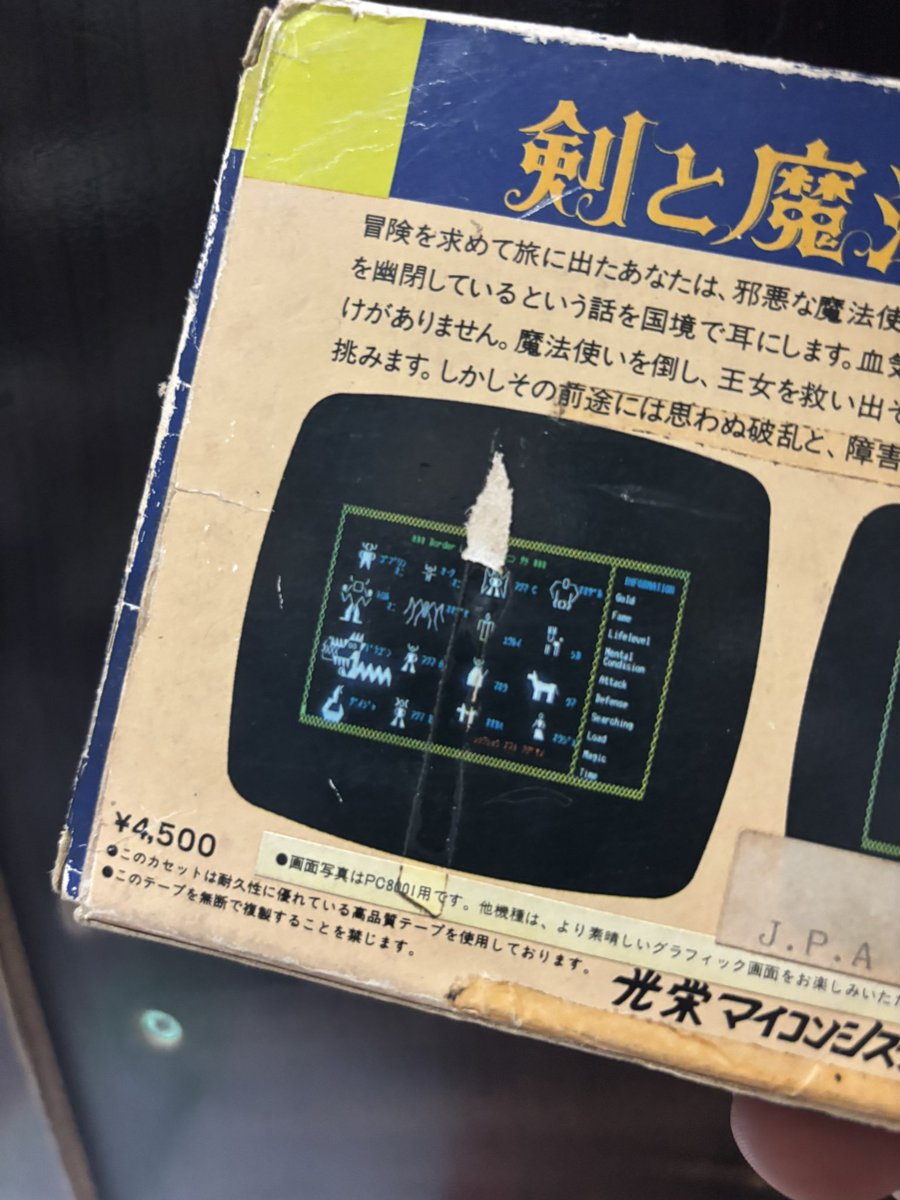 剣と魔法
冒険を求めて旅に出たあなたは、邪悪な魔法使
を幽閉しているという話を国境で耳にします。血気
けがありません。魔法使いを倒し、王女を救い出そ
挑みます。しかしその前途には思わぬ破乱と、障害
INFORMATION
Gold
Fame
Lifelevel
Mental
Condition
Attack
Defense
Searching
Load
Magic
Time
¥4,500
●このカセットは耐久性に優れている高品質テープを使用しております。
●このテープを無断で複製することを禁じます。
●画面写真はPC8001用です。他機種は、より素晴しいグラフィック画面をお楽しみいただ
J.P.A
光栄マイコンシステ